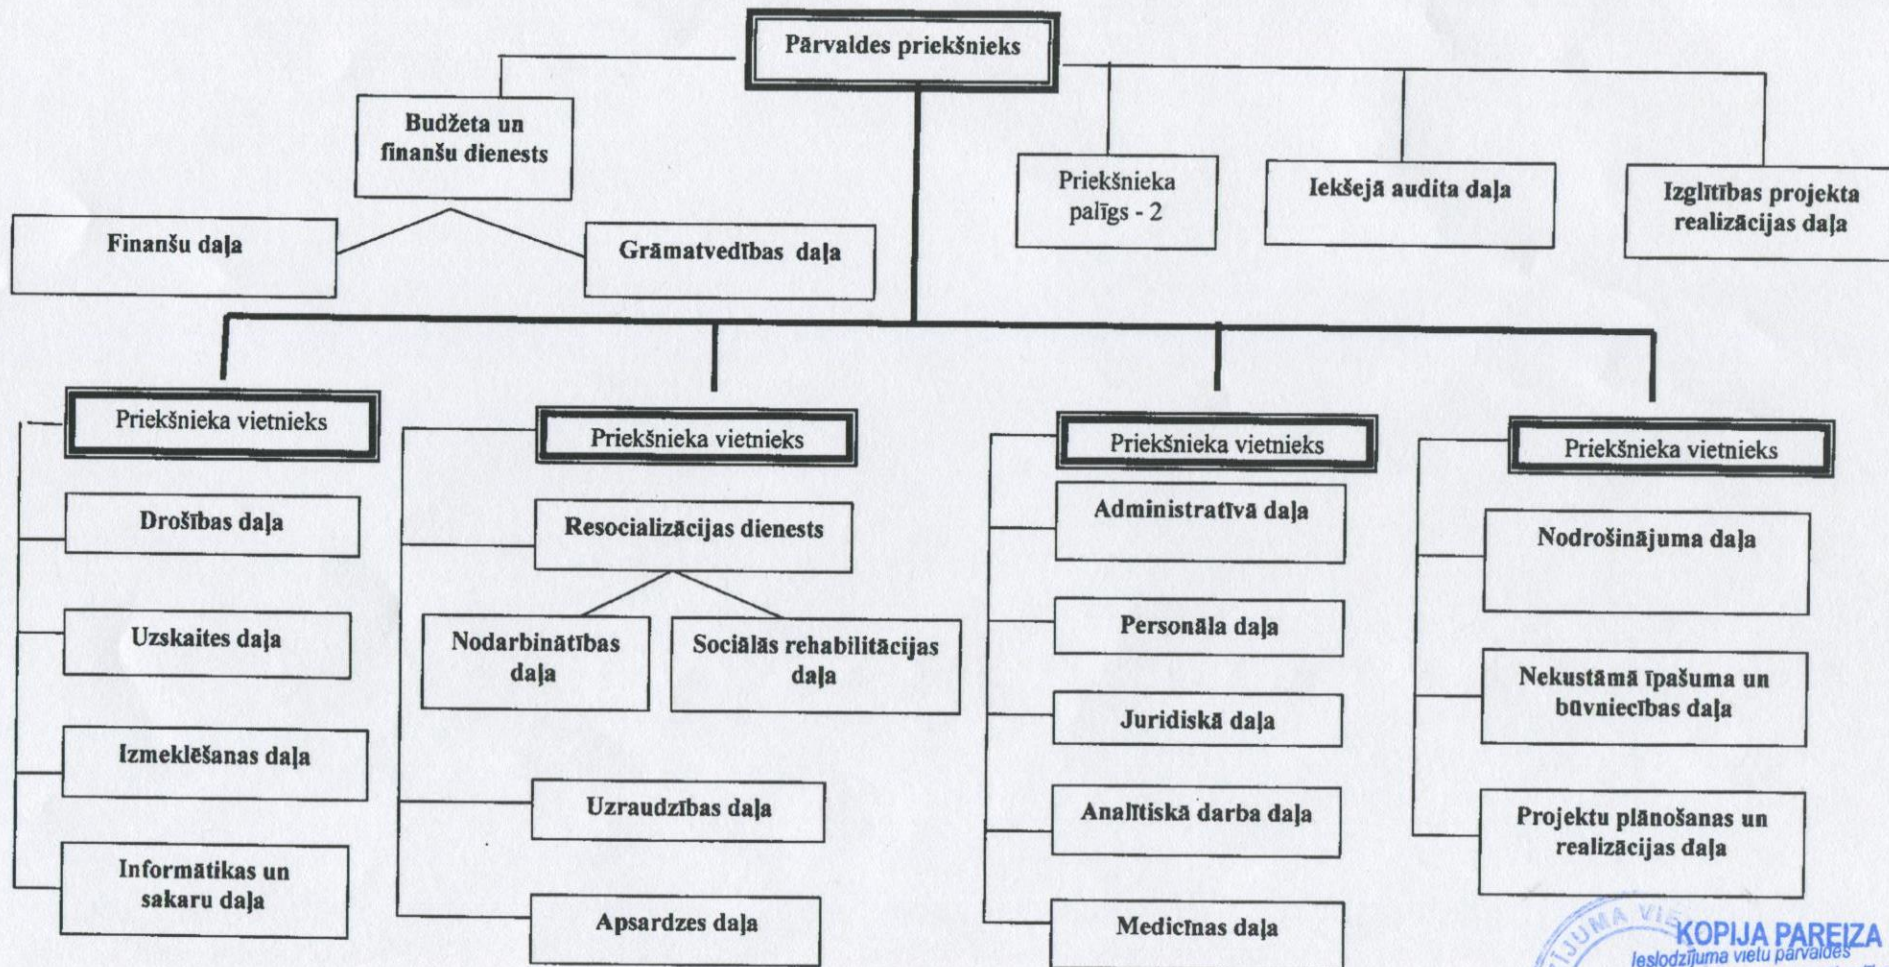 Pārvaldes priekšnieks
Budžeta un
finanšu dienests
Priekšnieka
palīgs - 2
Iekšejā audita daļa
Izglītības projekta
realizācijas daļa
Finanšu daļa
Grāmatvedības daļa
Priekšnieka vietnieks
Drošības daļa
Uzskaites daļa
Izmeklēšanas daļa
Informātikas un
sakaru daļa
Priekšnieka vietnieks
Resocializācijas dienests
Nodarbinātības
daļa
Sociālās rehabilitācijas
daļa
Uzraudzības daļa
Apsardzes daļa
Priekšnieka vietnieks
Administratīvā daļa
Personāla daļa
Juridiskā daļa
Analītiskā darba daļa
Medicīnas daļa
Priekšnieka vietnieks
Nodrošinājuma daļa
Nekustāmā īpašuma un
būvniecības daļa
Projektu plānošanas un
realizācijas daļa
KOPIJA PAREIZA
Ieslodzījuma vietu pārvaldes